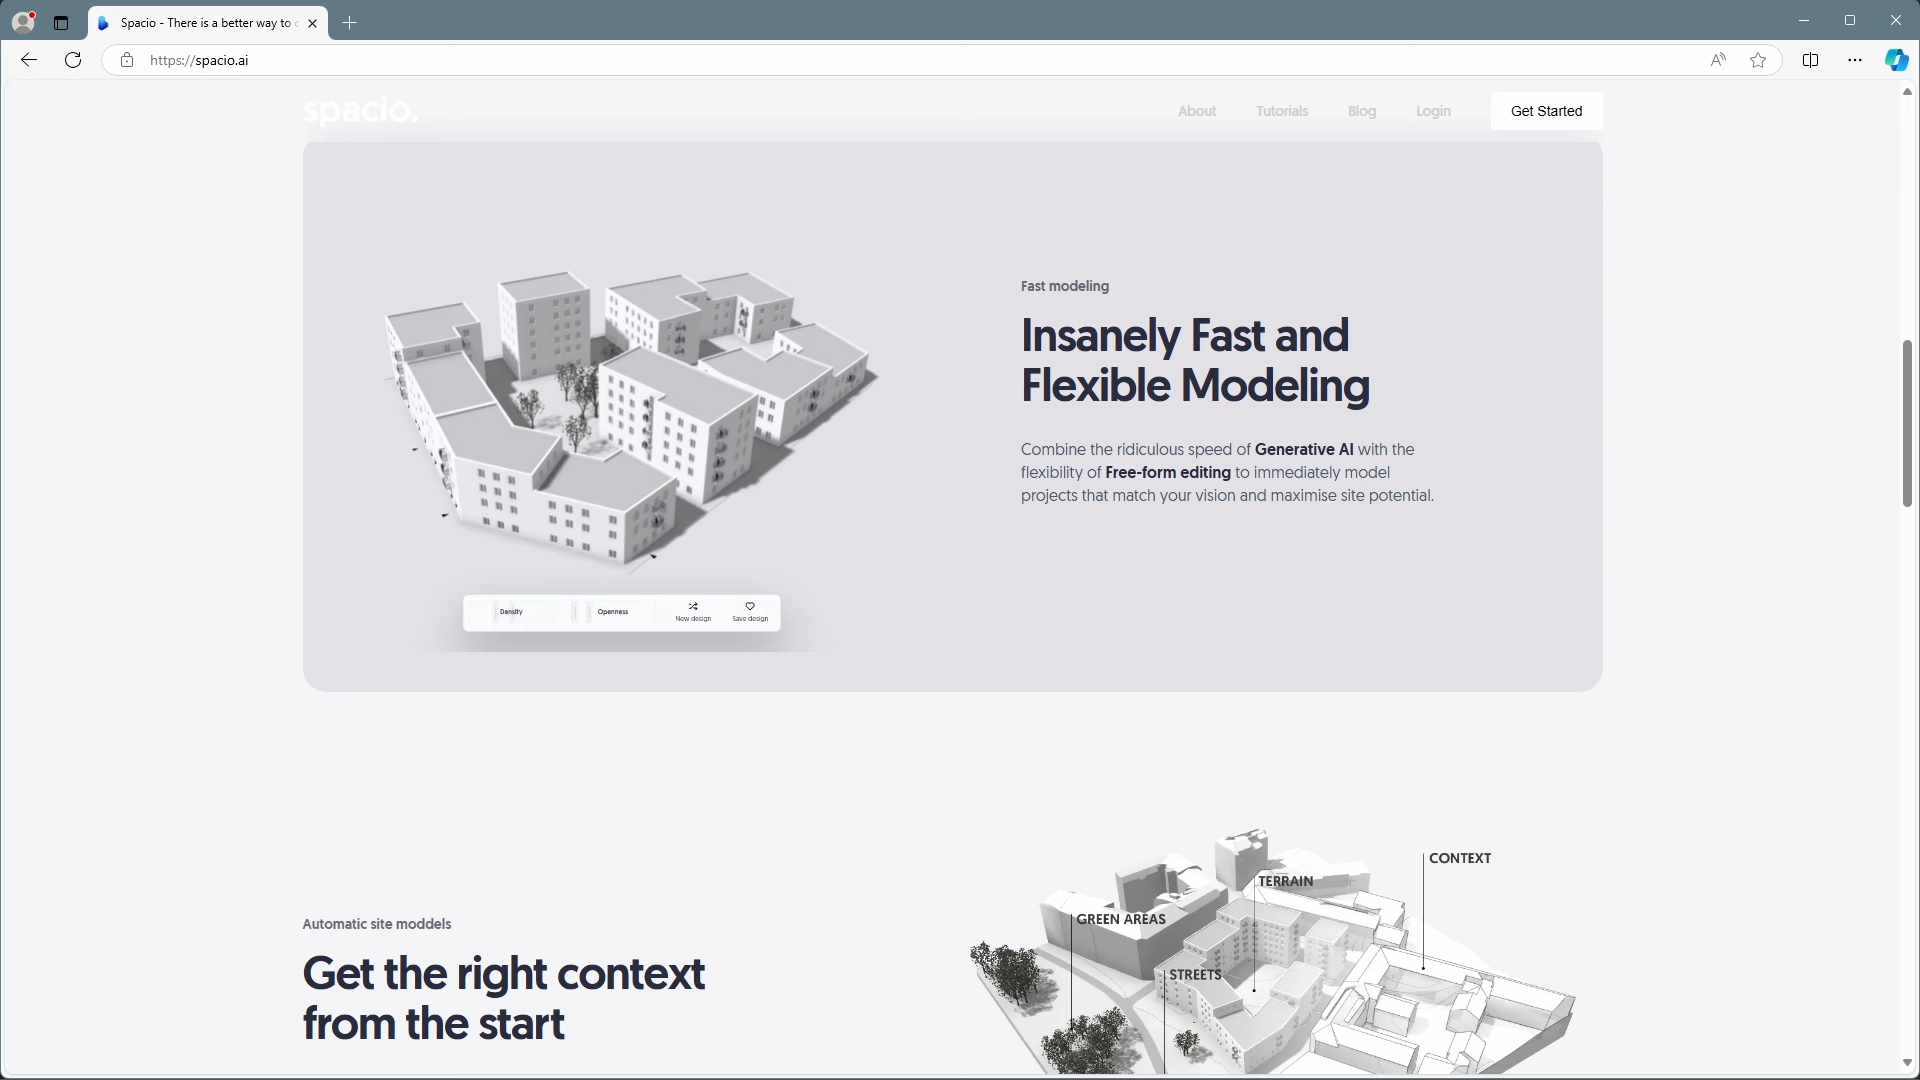 Spacio - There is a better way to
https://spacio.ai
spacio.
About
Tutorials
Blog
Login
Get Started
Fast modeling
Insanely Fast and
Flexible Modeling
Combine the ridiculous speed of Generative AI with the
flexibility of Free-form editing to immediately model
projects that match your vision and maximise site potential.
Density
Openness
New design
Save design
Automatic site moddels
Get the right context
from the start
CONTEXT
TERRAIN
GREEN AREAS
STREETS